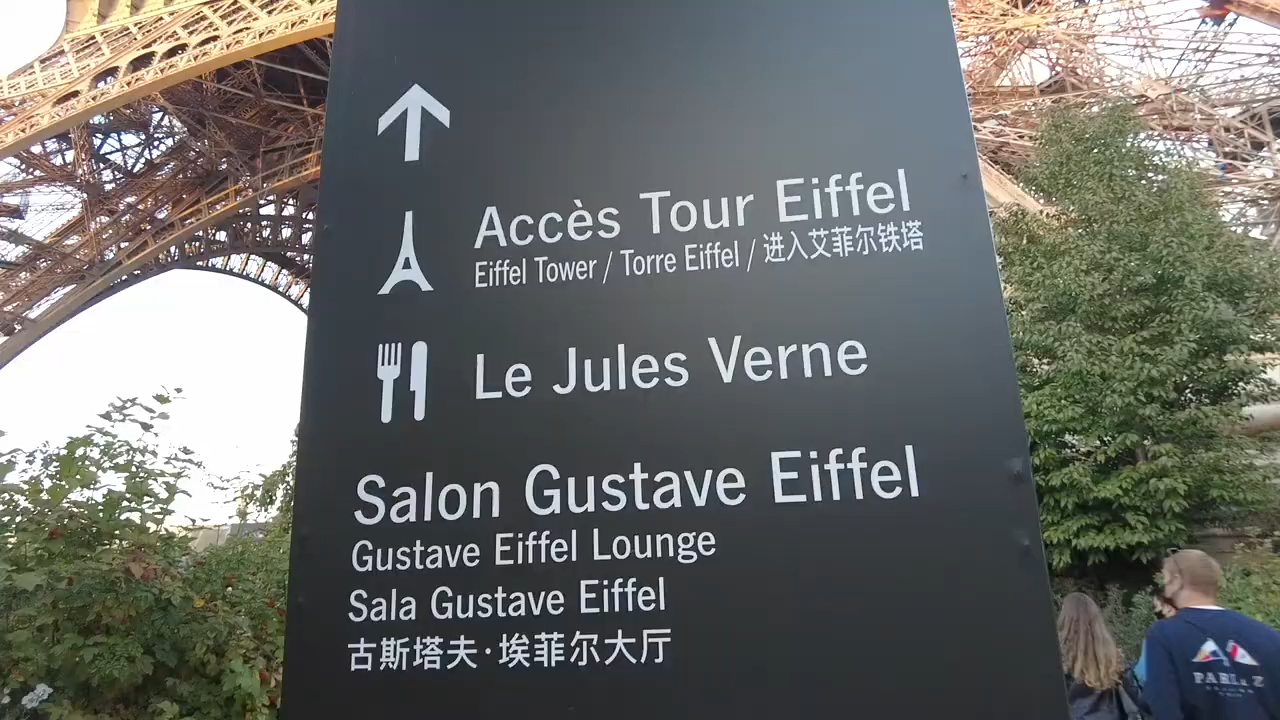 Accès Tour Eiffel
Eiffel Tower / Torre Eiffel / 进入艾菲尔铁塔
Le Jules Verne
Salon Gustave Eiffel
Gustave Eiffel Lounge
Sala Gustave Eiffel
古斯塔夫·埃菲尔大厅